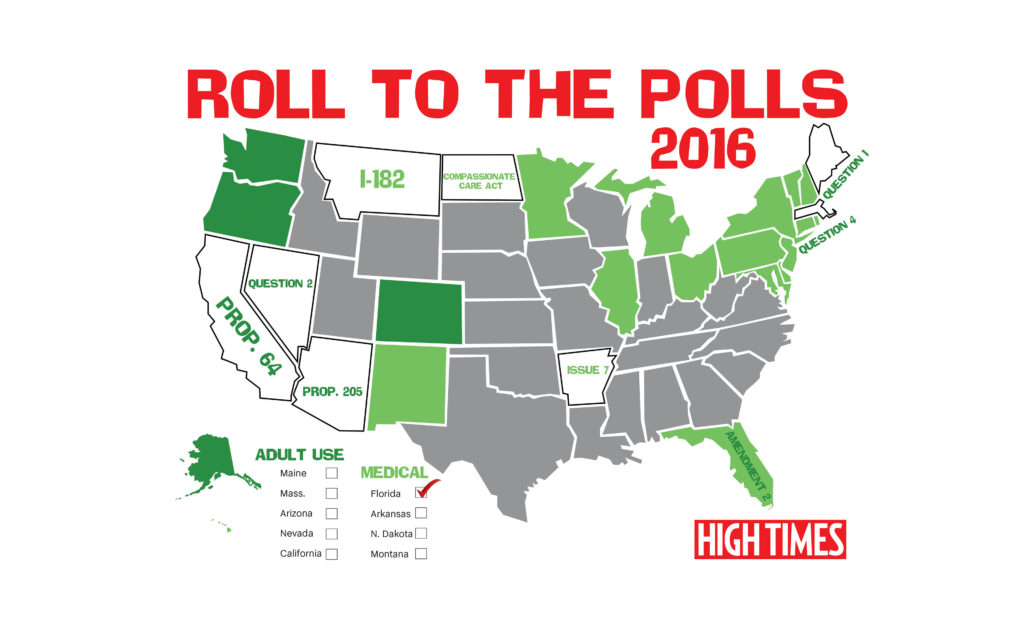 ROLL TO THE POLLS
2016
I-182
COMPASSIONATE
CARE ACT
QUESTION 1
QUESTION 4
QUESTION 2
PROP. 64
PROP. 205
ISSUE 7
AMENDMENT 2
ADULT USE
Maine
Mass.
Arizona
Nevada
California
MEDICAL
Florida
Arkansas
N. Dakota
Montana
HIGH TIMES